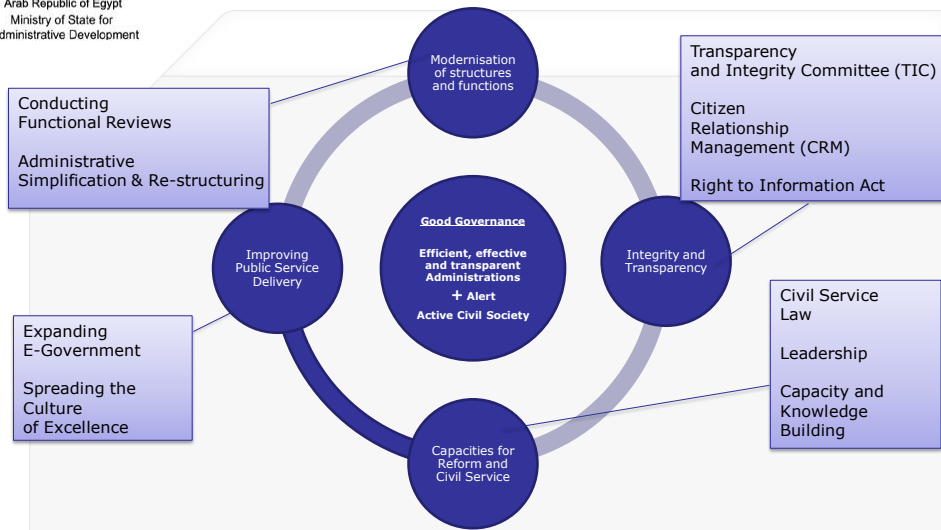 Arab Republic of Egypt
Ministry of State for
Administrative Development
Modernisation
of structures
and functions
Transparency
and Integrity Committee (TIC)
Citizen
Relationship
Management (CRM)
Right to Information Act
Conducting
Functional Reviews
Administrative
Simplification & Re-structuring
Good Governance
Efficient, effective
and transparent
Administrations
+ Alert
Active Civil Society
Improving
Public Service
Delivery
Integrity and
Transparency
Expanding
E-Government
Spreading the
Culture
of Excellence
Civil Service
Law
Leadership
Capacity and
Knowledge
Building
Capacities for
Reform and
Civil Service